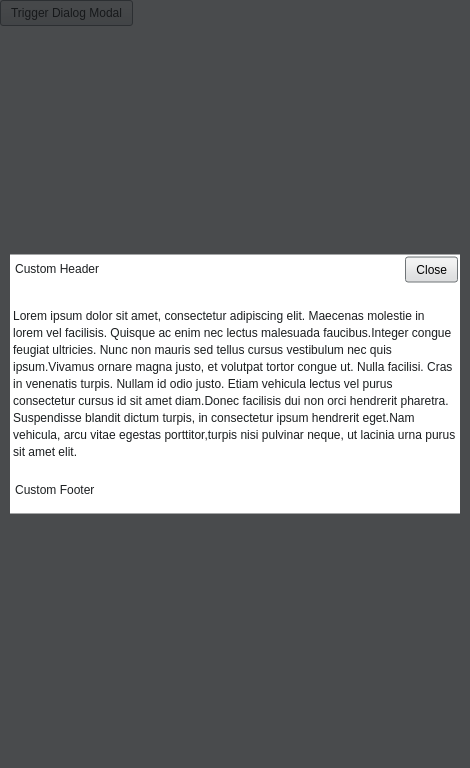 Trigger Dialog Modal
Custom Header
Close
Lorem ipsum dolor sit amet, consectetur adipiscing elit. Maecenas molestie in
lorem vel facilisis. Quisque ac enim nec lectus malesuada faucibus.Integer congue
feugiat ultricies. Nunc non mauris sed tellus cursus vestibulum nec quis
ipsum.Vivamus ornare magna justo, et volutpat tortor congue ut. Nulla facilisi. Cras
in venenatis turpis. Nullam id odio justo. Etiam vehicula lectus vel purus
consectetur cursus id sit amet diam.Donec facilisis dui non orci hendrerit pharetra.
Suspendisse blandit dictum turpis, in consectetur ipsum hendrerit eget.Nam
vehicula, arcu vitae egestas porttitor,turpis nisi pulvinar neque, ut lacinia urna purus
sit amet elit.
Custom Footer